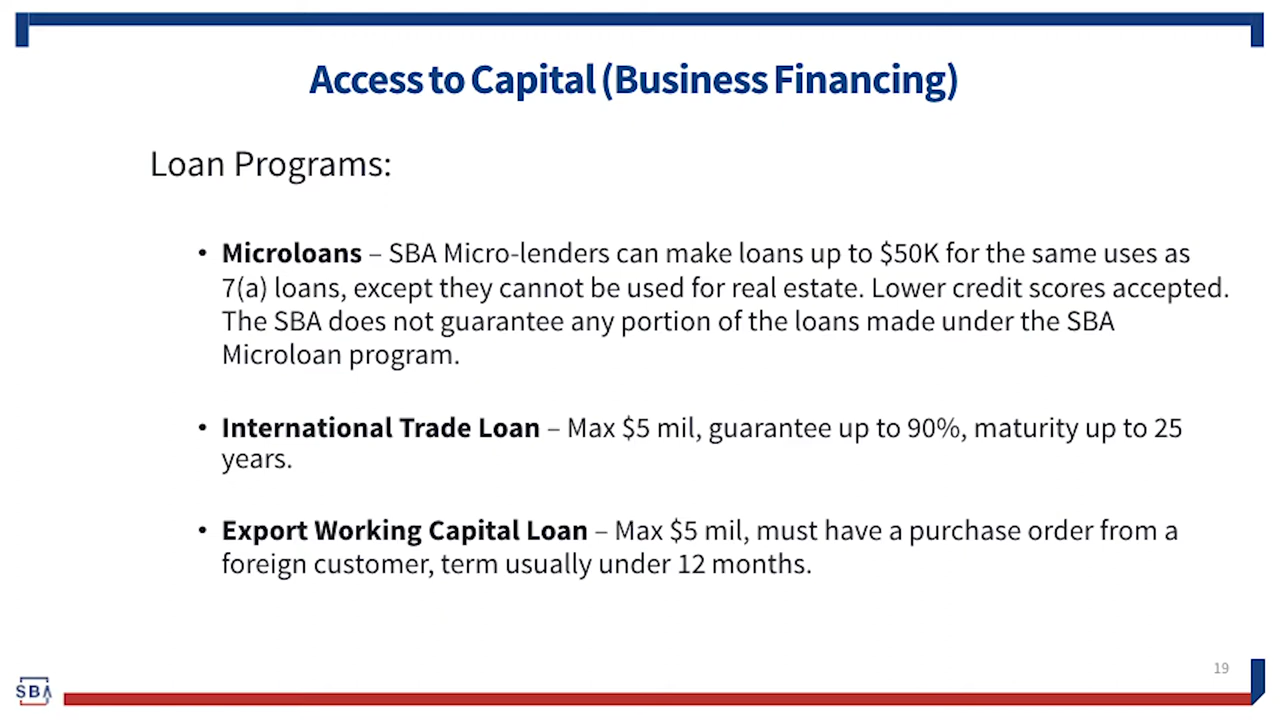 Access to Capital (Business Financing)
Loan Programs:
• Microloans – SBA Micro-lenders can make loans up to $50K for the same uses as
7(a) loans, except they cannot be used for real estate. Lower credit scores accepted.
The SBA does not guarantee any portion of the loans made under the SBA
Microloan program.
• International Trade Loan – Max $5 mil, guarantee up to 90%, maturity up to 25
years.
• Export Working Capital Loan – Max $5 mil, must have a purchase order from a
foreign customer, term usually under 12 months.
19
SBA